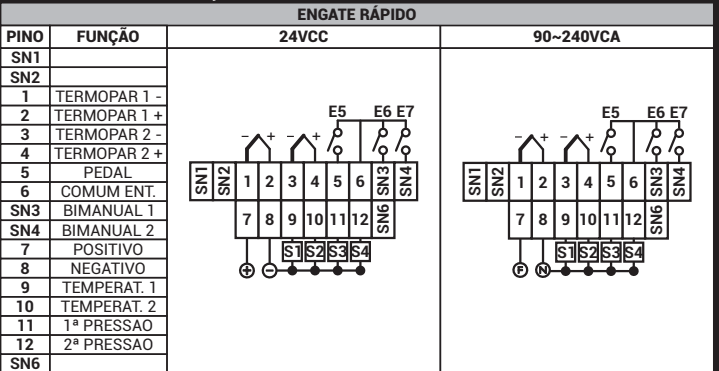 ENGATE RÁPIDO
PINO FUNÇÃO 24VCC 90~240VCA
SN1
SN2
1 TERMOPAR 1 -
2 TERMOPAR 1 +
3 TERMOPAR 2 -
4 TERMOPAR 2 +
5 PEDAL
6 COMUM ENT.
SN3 BIMANUAL 1
SN4 BIMANUAL 2
7 POSITIVO
8 NEGATIVO
9 TEMPERAT. 1
10 TEMPERAT. 2
11 1ª PRESSAO
12 2ª PRESSAO
SN6
E5 E6 E7
- + - +
SN1 SN2 1 2 3 4 5 6 SN3 SN4
7 8 9 10 11 12 SN6
S1 S2 S3 S4
+ -
E5 E6 E7
- + - +
SN1 SN2 1 2 3 4 5 6 SN3 SN4
7 8 9 10 11 12 SN6
S1 S2 S3 S4
F N